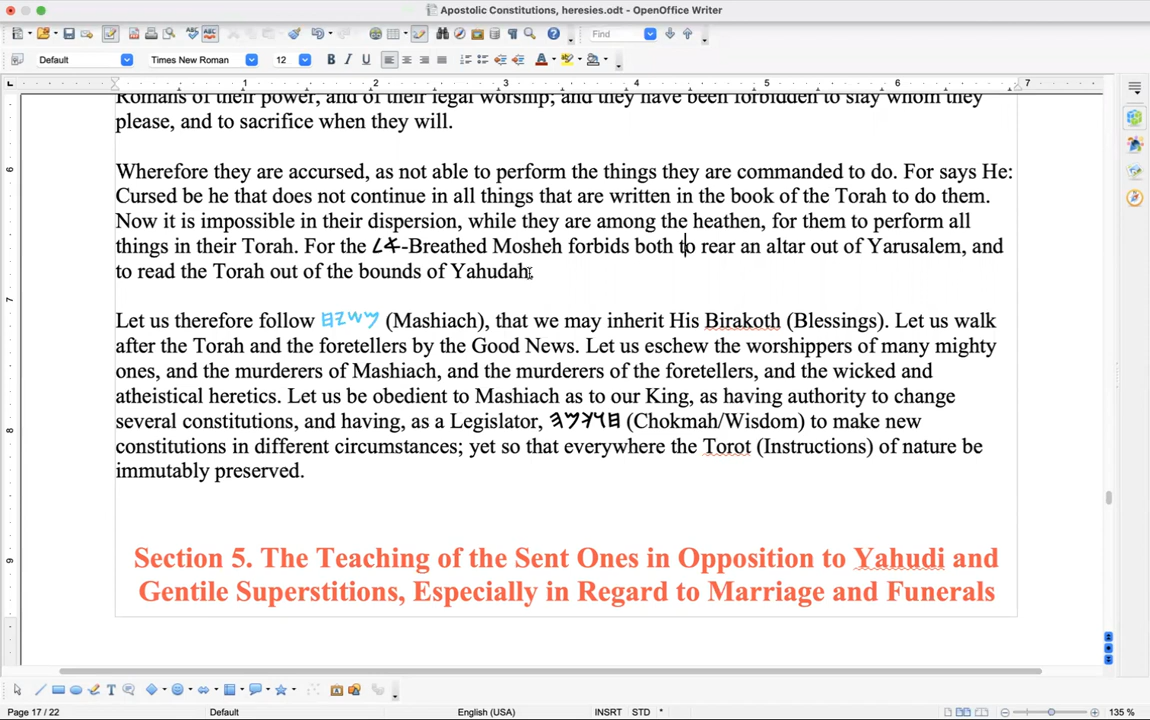 Apostolic Constitutions, heresies.odt - OpenOffice Writer
Find
Default Times New Roman 12 B I U
1 2 3 4 5 6 7
Romans of their power, and of their legal worship; and they have been forbidden to slay whom they
please, and to sacrifice when they will.
Wherefore they are accursed, as not able to perform the things they are commanded to do. For says He:
Cursed be he that does not continue in all things that are written in the book of the Torah to do them.
Now it is impossible in their dispersion, while they are among the heathen, for them to perform all
things in their Torah. For the 𐤋𐤀-Breathed Mosheh forbids both to rear an altar out of Yarusalem, and
to read the Torah out of the bounds of Yahudah.
Let us therefore follow (Mashiach), that we may inherit His Birakoth (Blessings). Let us walk
after the Torah and the foretellers by the Good News. Let us eschew the worshippers of many mighty
ones, and the murderers of Mashiach, and the murderers of the foretellers, and the wicked and
atheistical heretics. Let us be obedient to Mashiach as to our King, as having authority to change
several constitutions, and having, as a Legislator, (Chokmah/Wisdom) to make new
constitutions in different circumstances; yet so that everywhere the Torot (Instructions) of nature be
immutably preserved.
Section 5. The Teaching of the Sent Ones in Opposition to Yahudi and
Gentile Superstitions, Especially in Regard to Marriage and Funerals
6
7
8
9
Page 17 / 22 Default English (USA) INSRT STD * 135 %